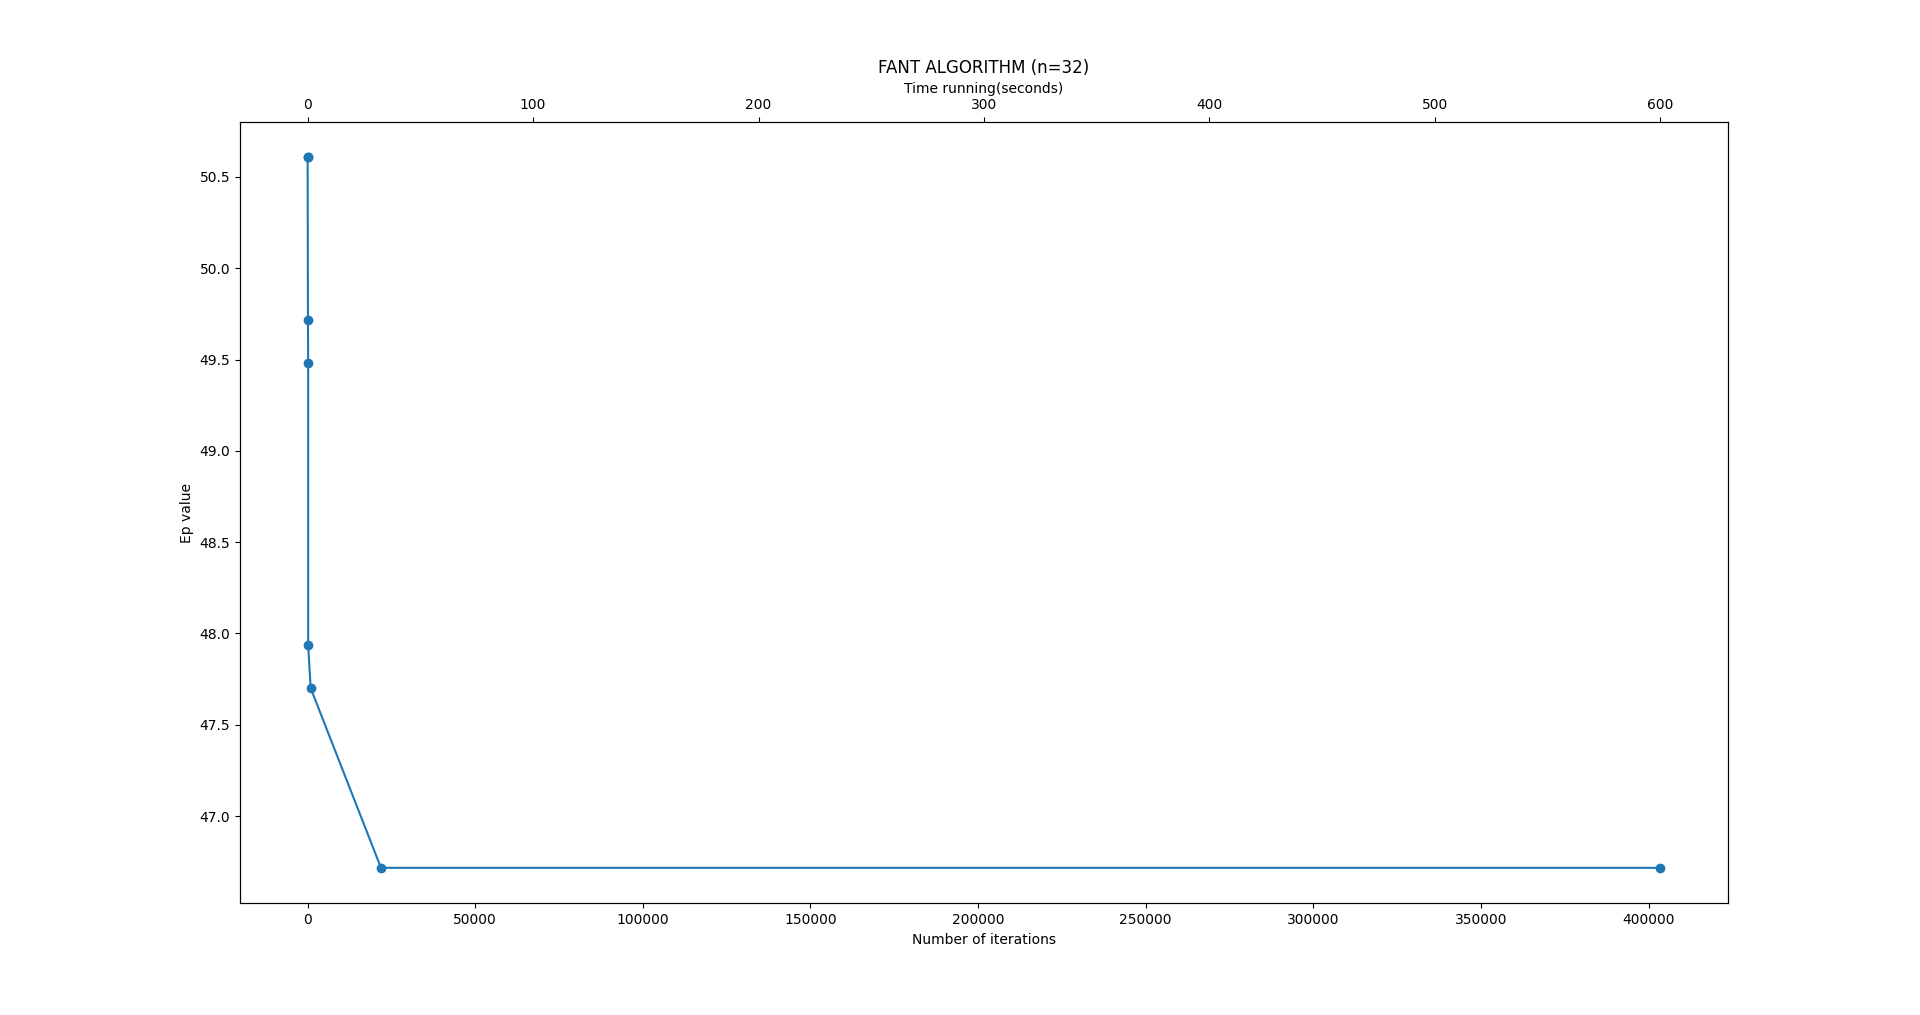 FANT ALGORITHM (n=32)
Time running(seconds)
0 100 200 300 400 500 600
50.5
50.0
49.5
49.0
48.5
48.0
47.5
47.0
Ep value
0 50000 100000 150000 200000 250000 300000 350000 400000
Number of iterations